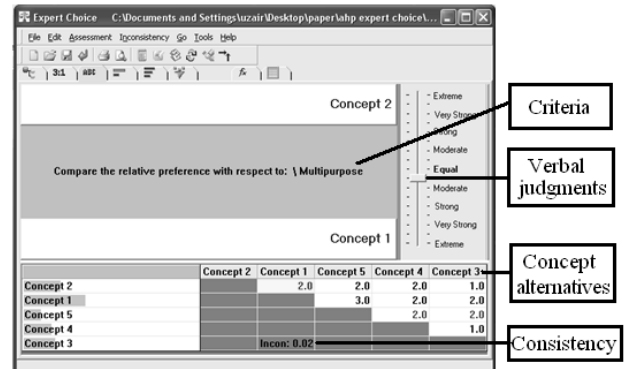 Expert Choice C:\Documents and Settings\uzair\Desktop\paper\ahp expert choice\...
File Edit Assessment Inconsistency Go Tools Help
3:1 ABC
Concept 2
Extreme
Very Strong
Strong
Moderate
Equal
Moderate
Strong
Very Strong
Extreme
Compare the relative preference with respect to: \ Multipurpose
Concept 1
Concept 2 Concept 1 Concept 5 Concept 4 Concept 3
Concept 2 2.0 2.0 2.0 1.0
Concept 1 3.0 2.0 2.0
Concept 5 2.0 2.0
Concept 4 1.0
Concept 3 Incon: 0.02
Criteria
Verbal
judgments
Concept
alternatives
Consistency